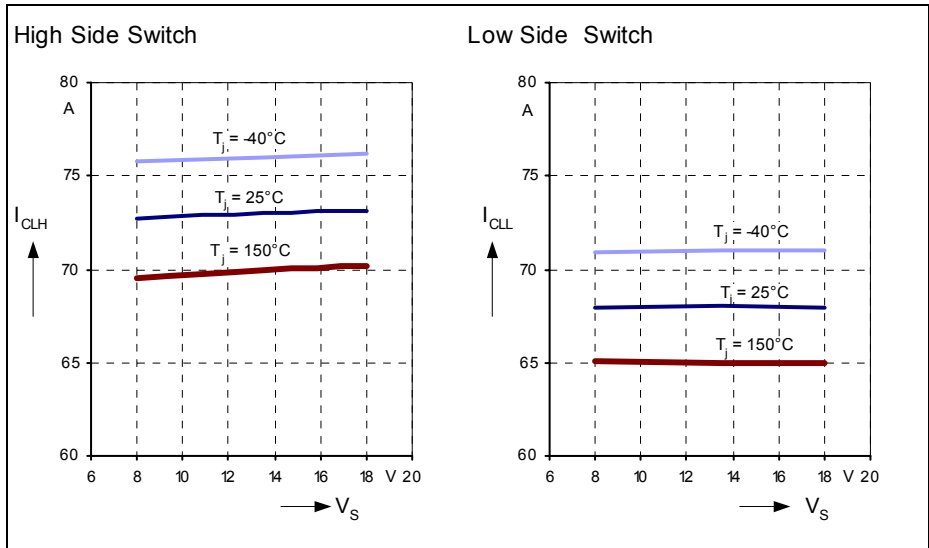 High Side Switch
80
A
75
70
65
60
6 8 10 12 14 16 18 V 20
I_CLH
V_S
T_j = -40°C
T_j = 25°C
T_j = 150°C
Low Side Switch
80
A
75
70
65
60
6 8 10 12 14 16 18 V 20
I_CLL
V_S
T_j = -40°C
T_j = 25°C
T_j = 150°C